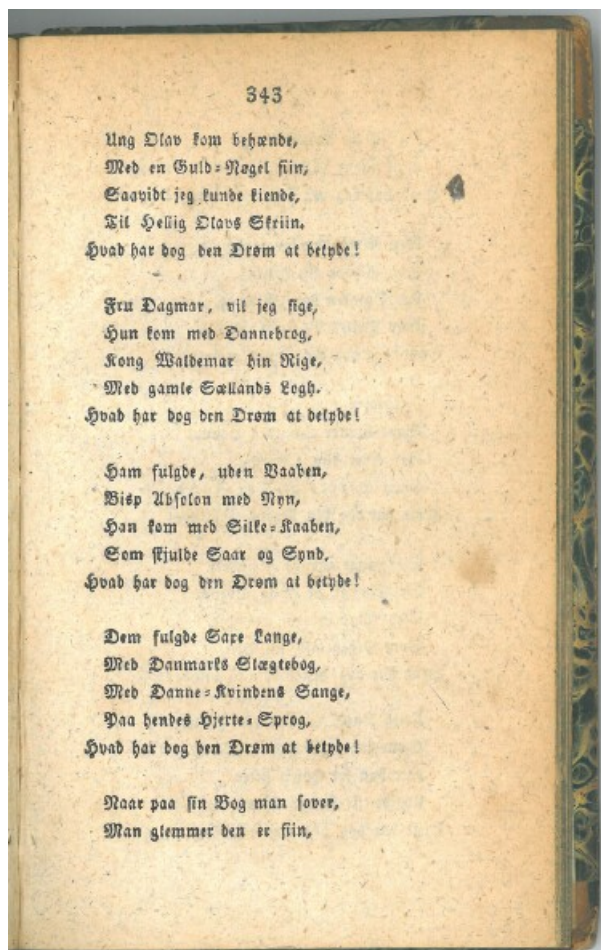 343
Ung Olav kom behænde,
Med en Guld-Nøgel fiin,
Saavidt jeg kunde kiende,
Til Hellig Olavs Skriin.
Hvad har dog den Drøm at betyde!
Fru Dagmar, vil jeg sige,
Hun kom med Dannebrog,
Kong Waldemar hin Rige,
Med gamle Sællands Logh.
Hvad har dog den Drøm at betyde!
Ham fulgde, uden Vaaben,
Bisp Absolon med Nyn,
Han kom med Silke-Kaaben,
Som skjulde Saar og Synd.
Hvad har dog den Drøm at betyde!
Dem fulgde Saxe Lange,
Med Danmarks Slægtebog,
Med Danne-Kvindens Sange,
Paa hendes Hjerte-Sprog,
Hvad har dog den Drøm at betyde!
Naar paa sin Bog man sover,
Man glemmer den er fiin,